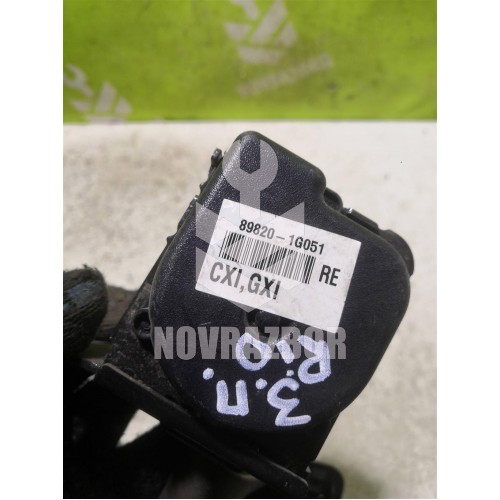 89820-1G051
RE
CXI,GXI
NOVRAZBOR
RIO
З.П.